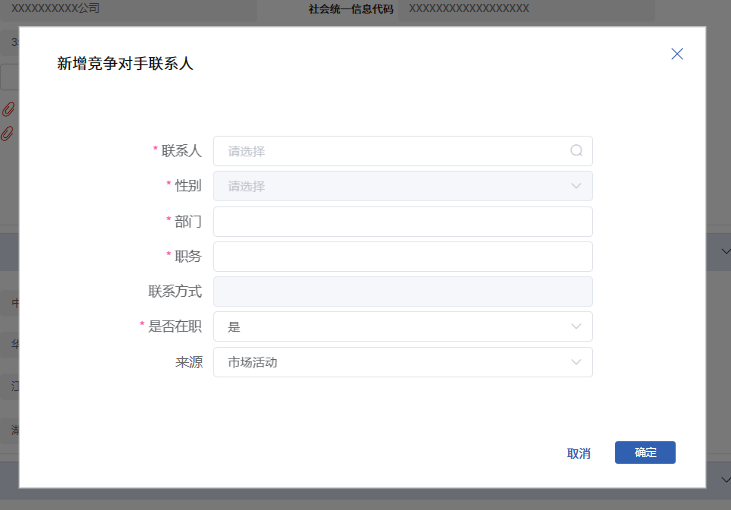 XXXXXXXXXX公司 社会统一信息代码 XXXXXXXXXXXXXXXXXX
新增竞争对手联系人
* 联系人 请选择
* 性别 请选择
* 部门
* 职务
联系方式
* 是否在职 是
来源 市场活动
取消 确定